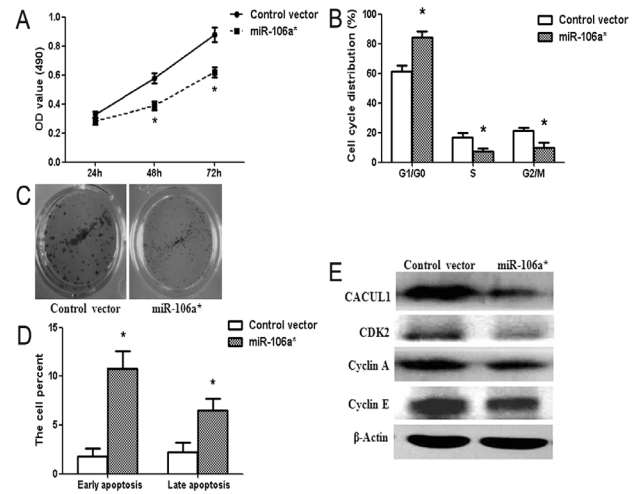 A
Control vector
miR-106a*
OD value (490)
1.0
0.8
0.6
0.4
0.2
0.0
*
*
24h
48h
72h
B
Control vector
miR-106a*
Cell cycle distribution (%)
100
80
60
40
20
0
*
*
*
G1/G0
S
G2/M
C
Control vector
miR-106a*
D
Control vector
miR-106a*
The cell percent
15
10
5
0
*
*
Early apoptosis
Late apoptosis
E
Control vector
miR-106a*
CACUL1
CDK2
Cyclin A
Cyclin E
β-Actin